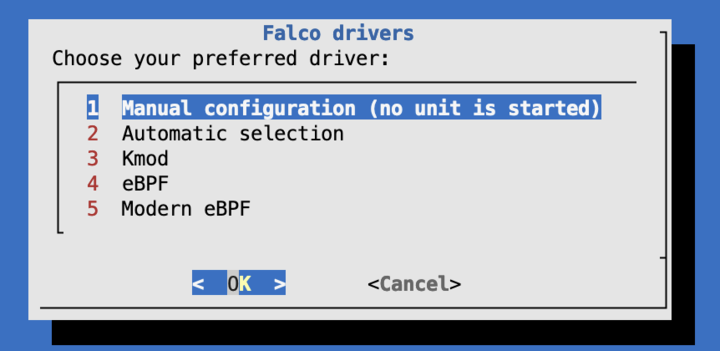 Falco drivers
Choose your preferred driver:
1 Manual configuration (no unit is started)
2 Automatic selection
3 Kmod
4 eBPF
5 Modern eBPF
< OK > <Cancel>